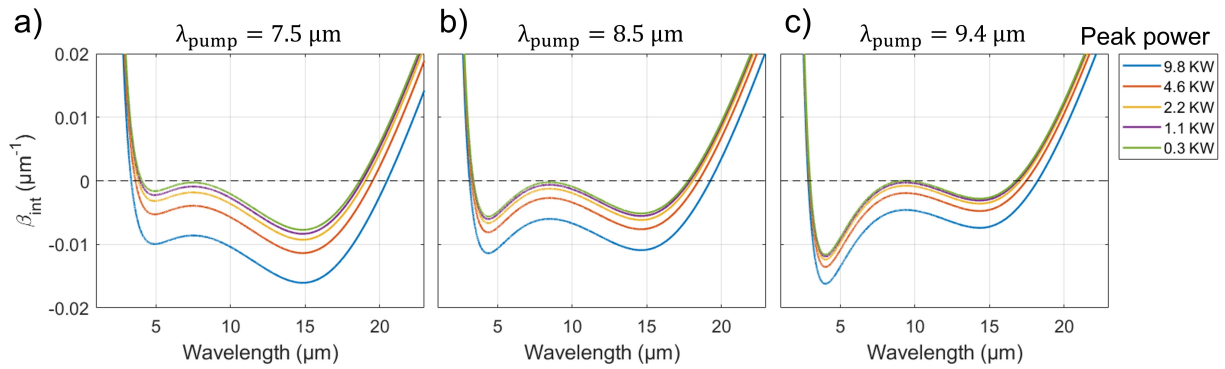 a)
λpump = 7.5 µm
b)
λpump = 8.5 µm
c)
λpump = 9.4 µm
Peak power
9.8 KW
4.6 KW
2.2 KW
1.1 KW
0.3 KW
βint (µm-1)
0.02
0.01
0
-0.01
-0.02
5 10 15 20
5 10 15 20
5 10 15 20
Wavelength (µm)
Wavelength (µm)
Wavelength (µm)